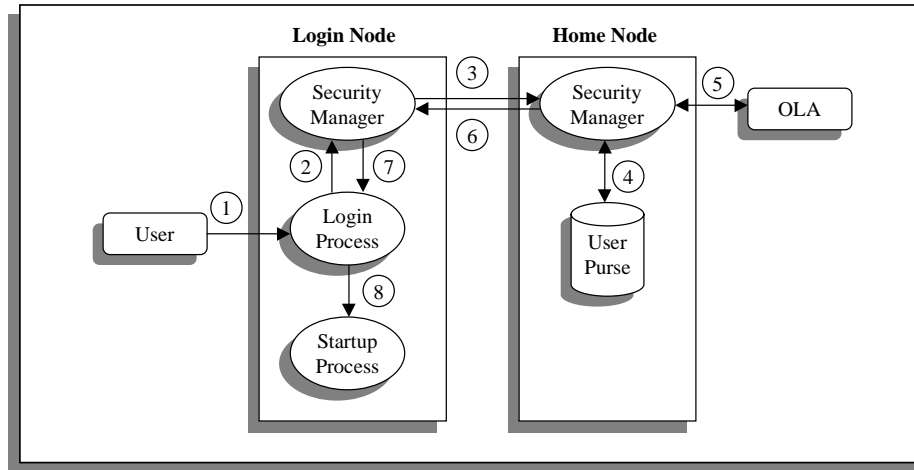 Login Node
Home Node
Security
Manager
3
6
Security
Manager
5
OLA
2
7
4
1
User
Login
Process
User
Purse
8
Startup
Process